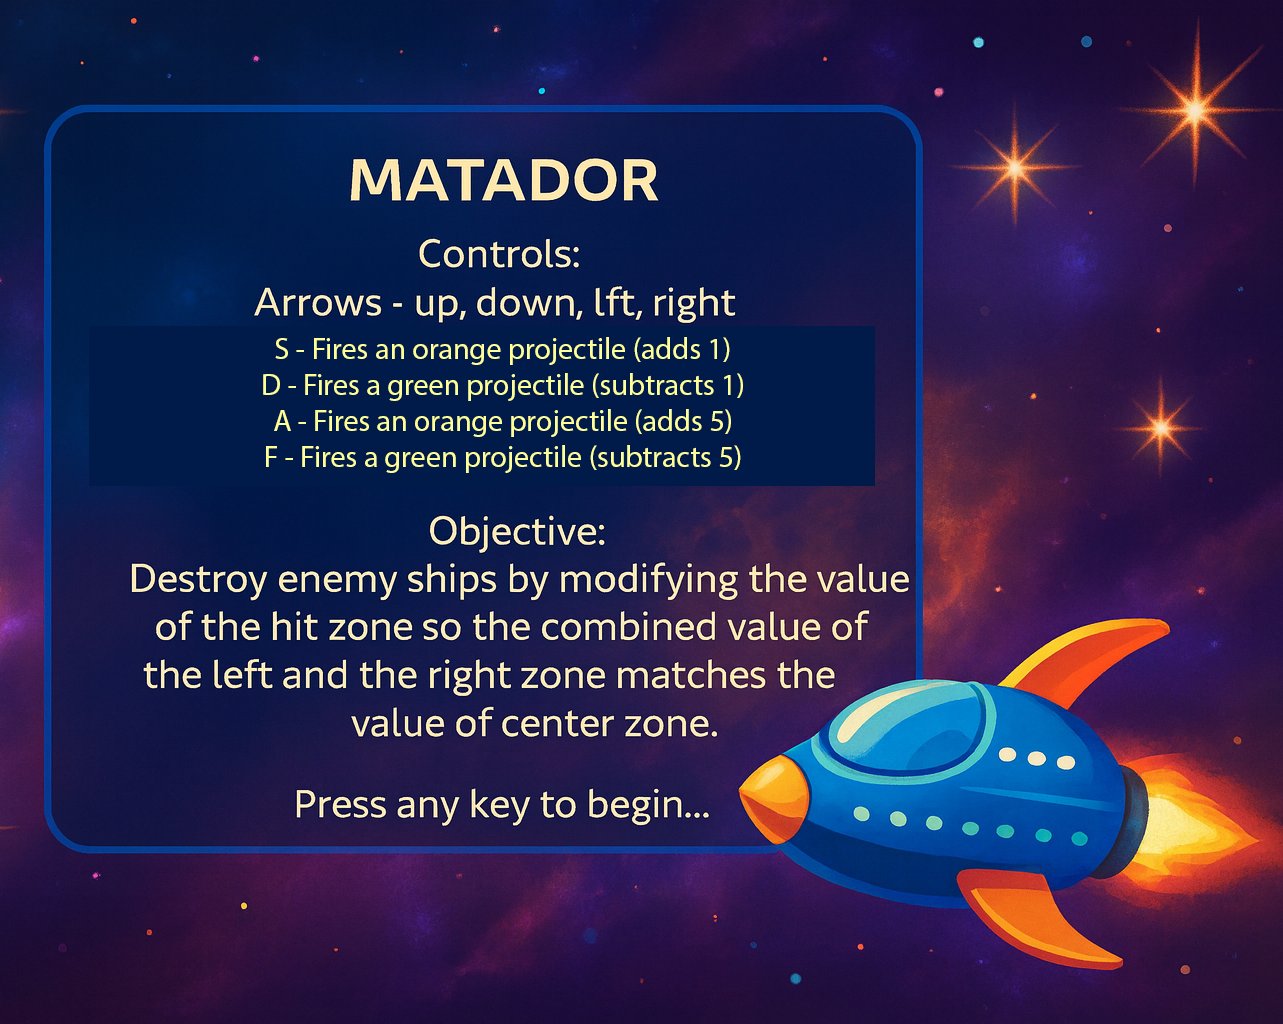 MATADOR
Controls:
Arrows - up, down, lft, right
S - Fires an orange projectile (adds 1)
D - Fires a green projectile (subtracts 1)
A - Fires an orange projectile (adds 5)
F - Fires a green projectile (subtracts 5)
Objective:
Destroy enemy ships by modifying the value
of the hit zone so the combined value of
the left and the right zone matches the
value of center zone.
Press any key to begin...